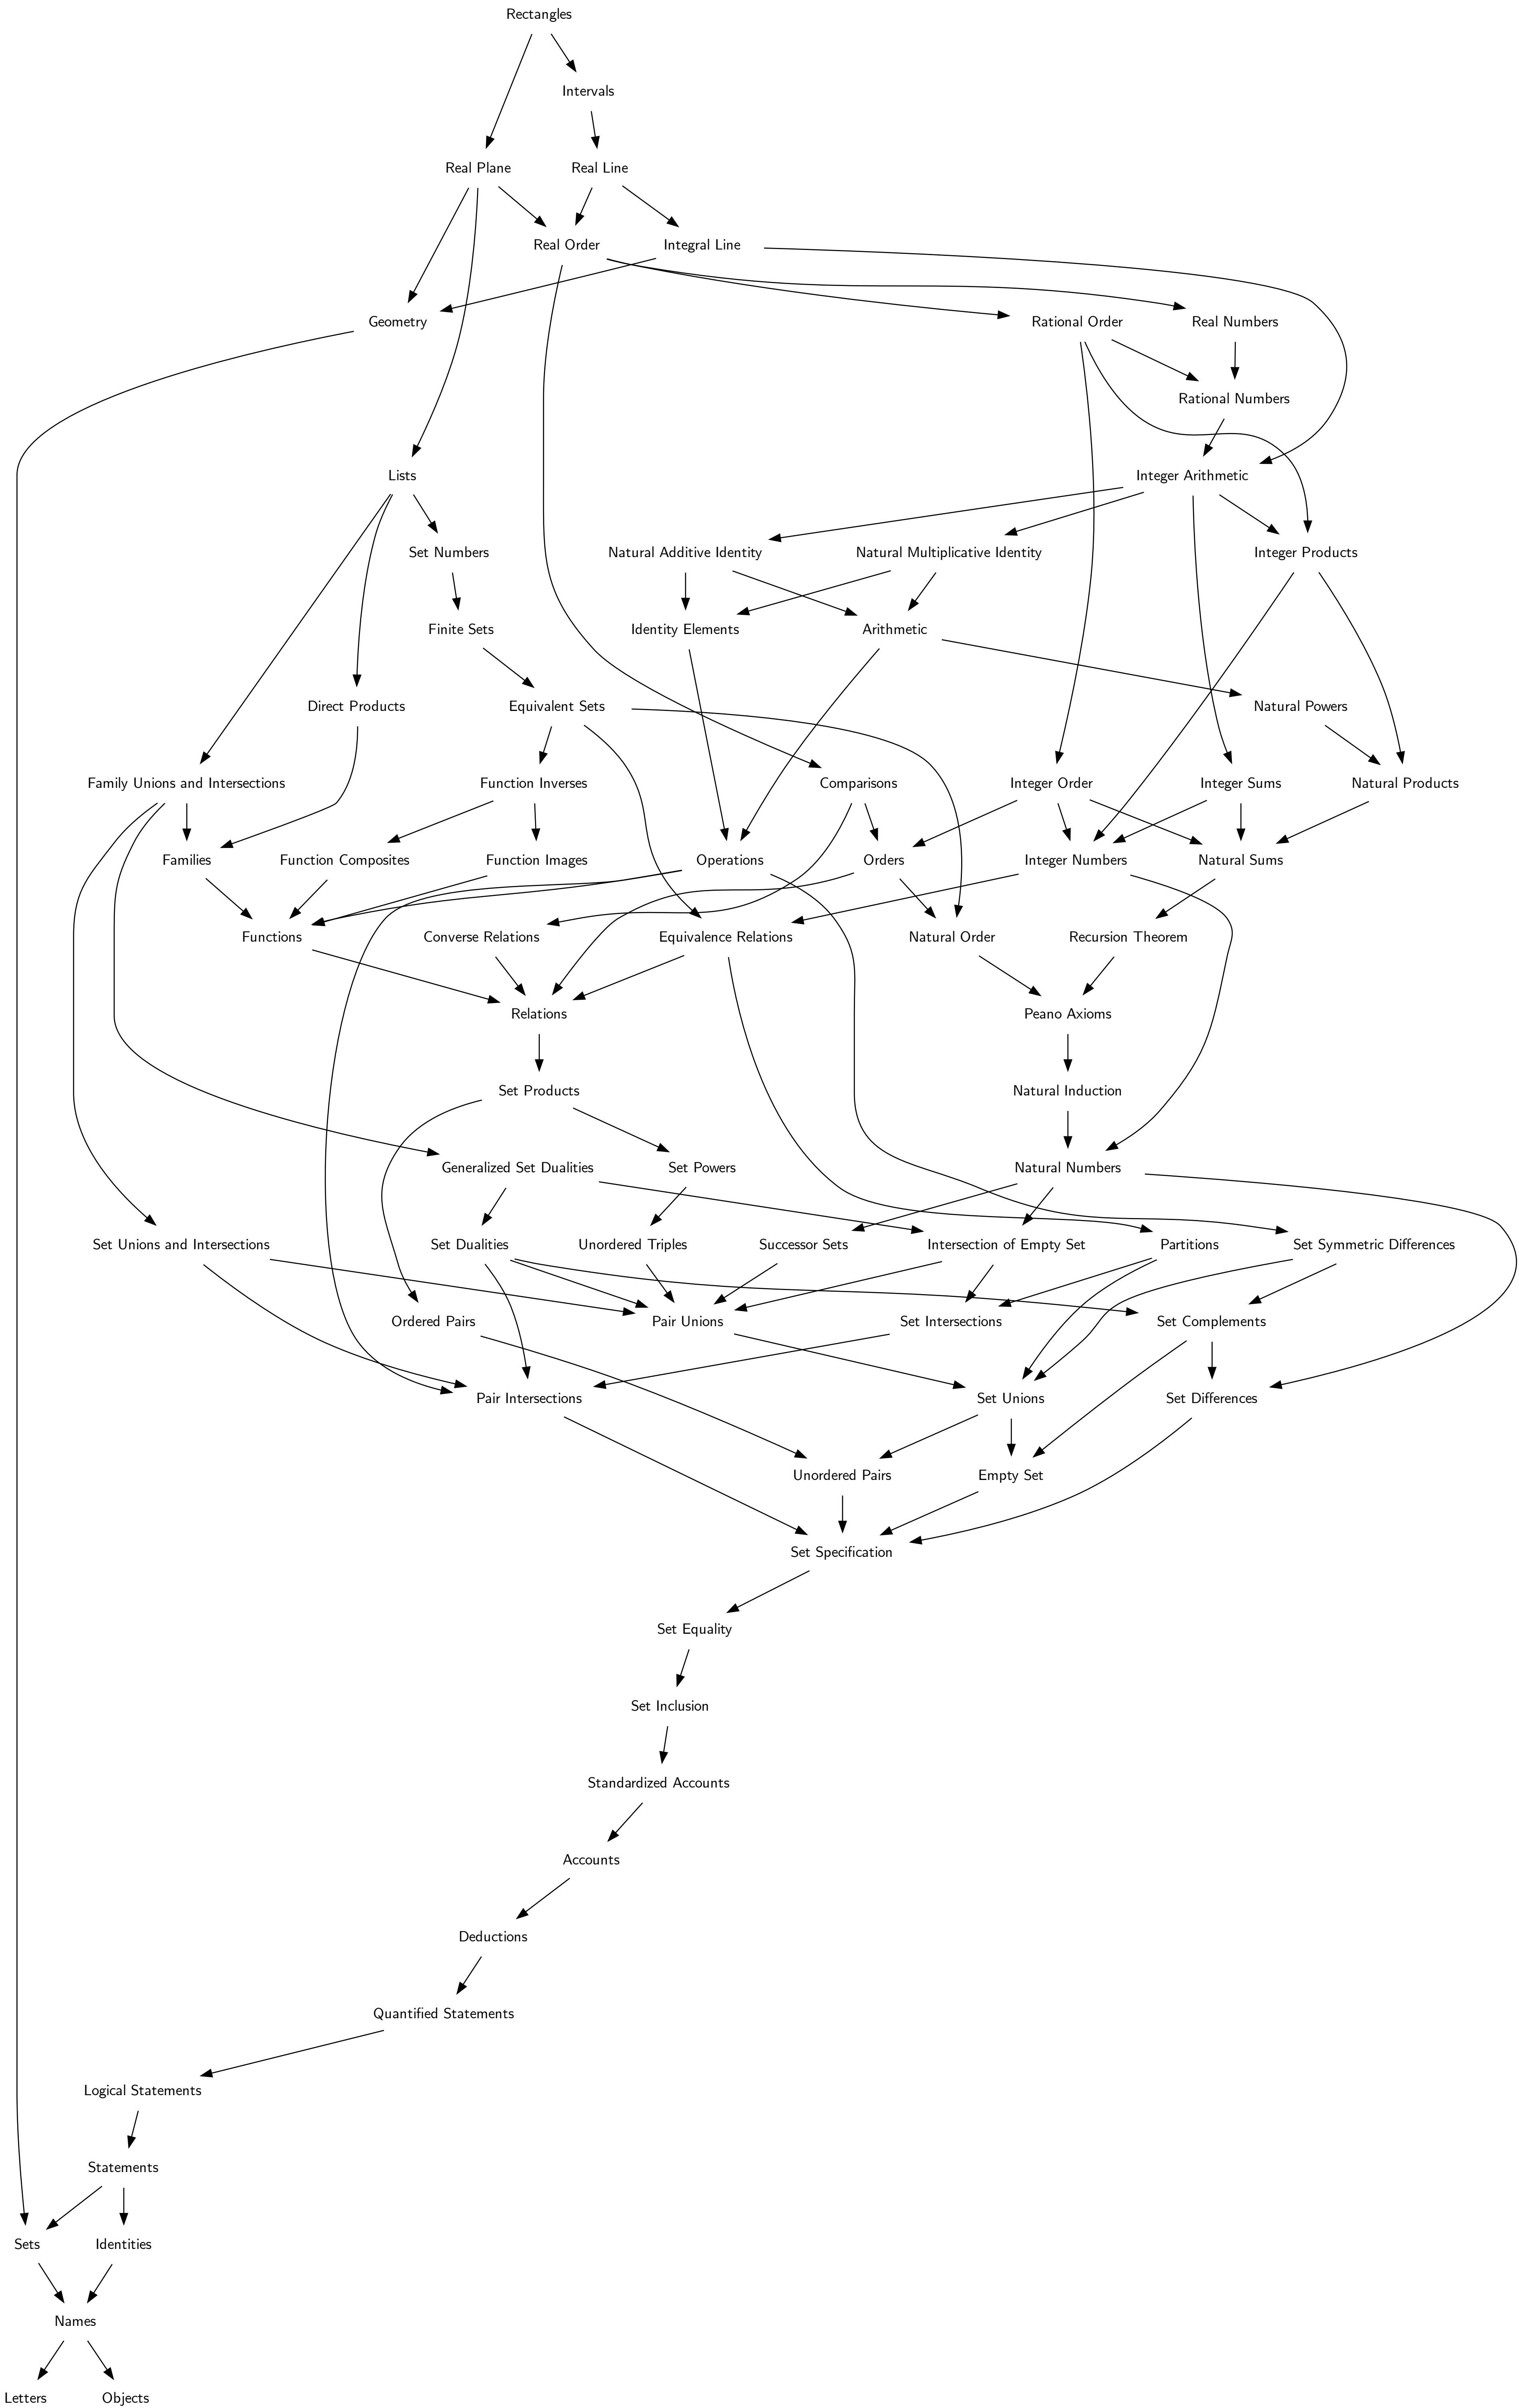 Rectangles
Intervals
Real Plane
Real Line
Real Order
Integral Line
Geometry
Rational Order
Real Numbers
Rational Numbers
Lists
Integer Arithmetic
Set Numbers
Natural Additive Identity
Natural Multiplicative Identity
Integer Products
Finite Sets
Identity Elements
Arithmetic
Direct Products
Equivalent Sets
Natural Powers
Family Unions and Intersections
Function Inverses
Comparisons
Integer Order
Integer Sums
Natural Products
Families
Function Composites
Function Images
Operations
Orders
Integer Numbers
Natural Sums
Functions
Converse Relations
Equivalence Relations
Natural Order
Recursion Theorem
Relations
Peano Axioms
Set Products
Natural Induction
Generalized Set Dualities
Set Powers
Natural Numbers
Set Unions and Intersections
Set Dualities
Unordered Triples
Successor Sets
Intersection of Empty Set
Partitions
Set Symmetric Differences
Ordered Pairs
Pair Unions
Set Intersections
Set Complements
Pair Intersections
Set Unions
Set Differences
Unordered Pairs
Empty Set
Set Specification
Set Equality
Set Inclusion
Standardized Accounts
Accounts
Deductions
Quantified Statements
Logical Statements
Statements
Sets
Identities
Names
Letters
Objects